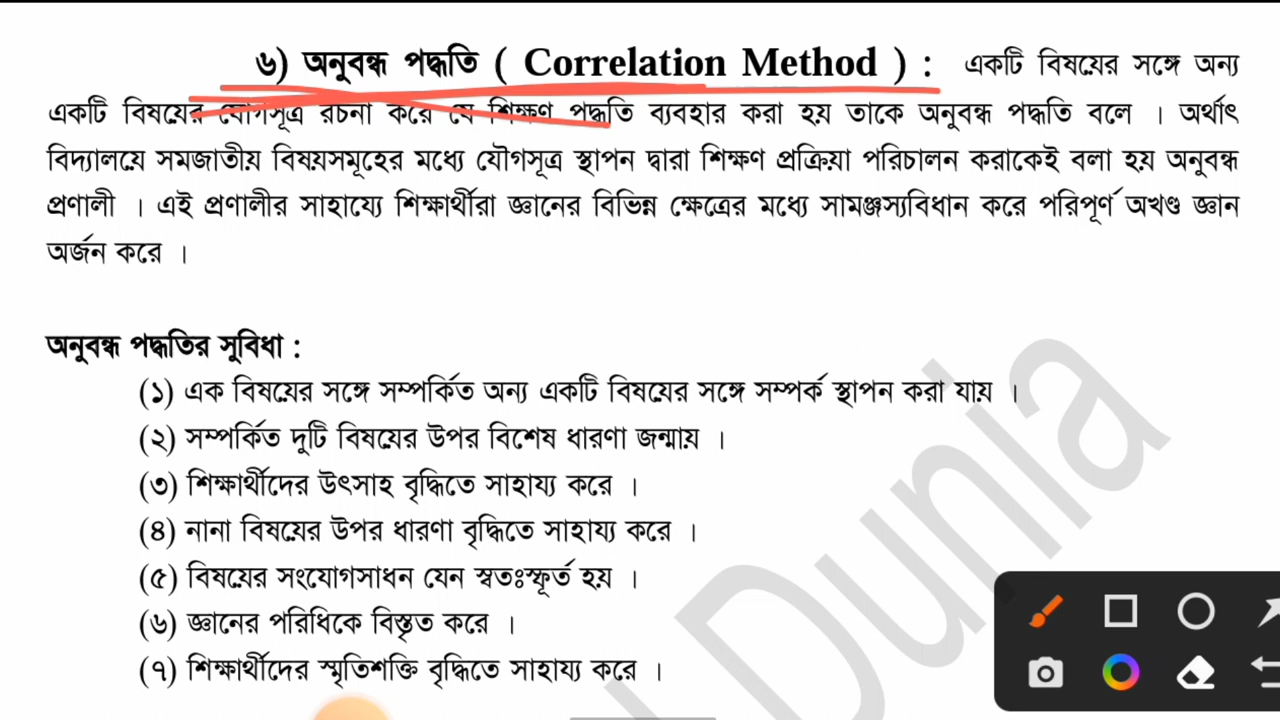 ৬) অনুবন্ধ পদ্ধতি ( Correlation Method ) : একটি বিষয়ের সঙ্গে অন্য
একটি বিষয়ের যোগসূত্র রচনা করে যে শিক্ষণ পদ্ধতি ব্যবহার করা হয় তাকে অনুবন্ধ পদ্ধতি বলে । অর্থাৎ
বিদ্যালয়ে সমজাতীয় বিষয়সমূহের মধ্যে যৌগসূত্র স্থাপন দ্বারা শিক্ষণ প্রক্রিয়া পরিচালন করাকেই বলা হয় অনুবন্ধ
প্রণালী । এই প্রণালীর সাহায্যে শিক্ষার্থীরা জ্ঞানের বিভিন্ন ক্ষেত্রের মধ্যে সামঞ্জস্যবিধান করে পরিপূর্ণ অখণ্ড জ্ঞান
অর্জন করে ।
অনুবন্ধ পদ্ধতির সুবিধা :
(১) এক বিষয়ের সঙ্গে সম্পর্কিত অন্য একটি বিষয়ের সঙ্গে সম্পর্ক স্থাপন করা যায় ।
(২) সম্পর্কিত দুটি বিষয়ের উপর বিশেষ ধারণা জন্মায় ।
(৩) শিক্ষার্থীদের উৎসাহ বৃদ্ধিতে সাহায্য করে ।
(৪) নানা বিষয়ের উপর ধারণা বৃদ্ধিতে সাহায্য করে ।
(৫) বিষয়ের সংযোগসাধন যেন স্বতঃস্ফূর্ত হয় ।
(৬) জ্ঞানের পরিধিকে বিস্তৃত করে ।
(৭) শিক্ষার্থীদের স্মৃতিশক্তি বৃদ্ধিতে সাহায্য করে ।
Dunia